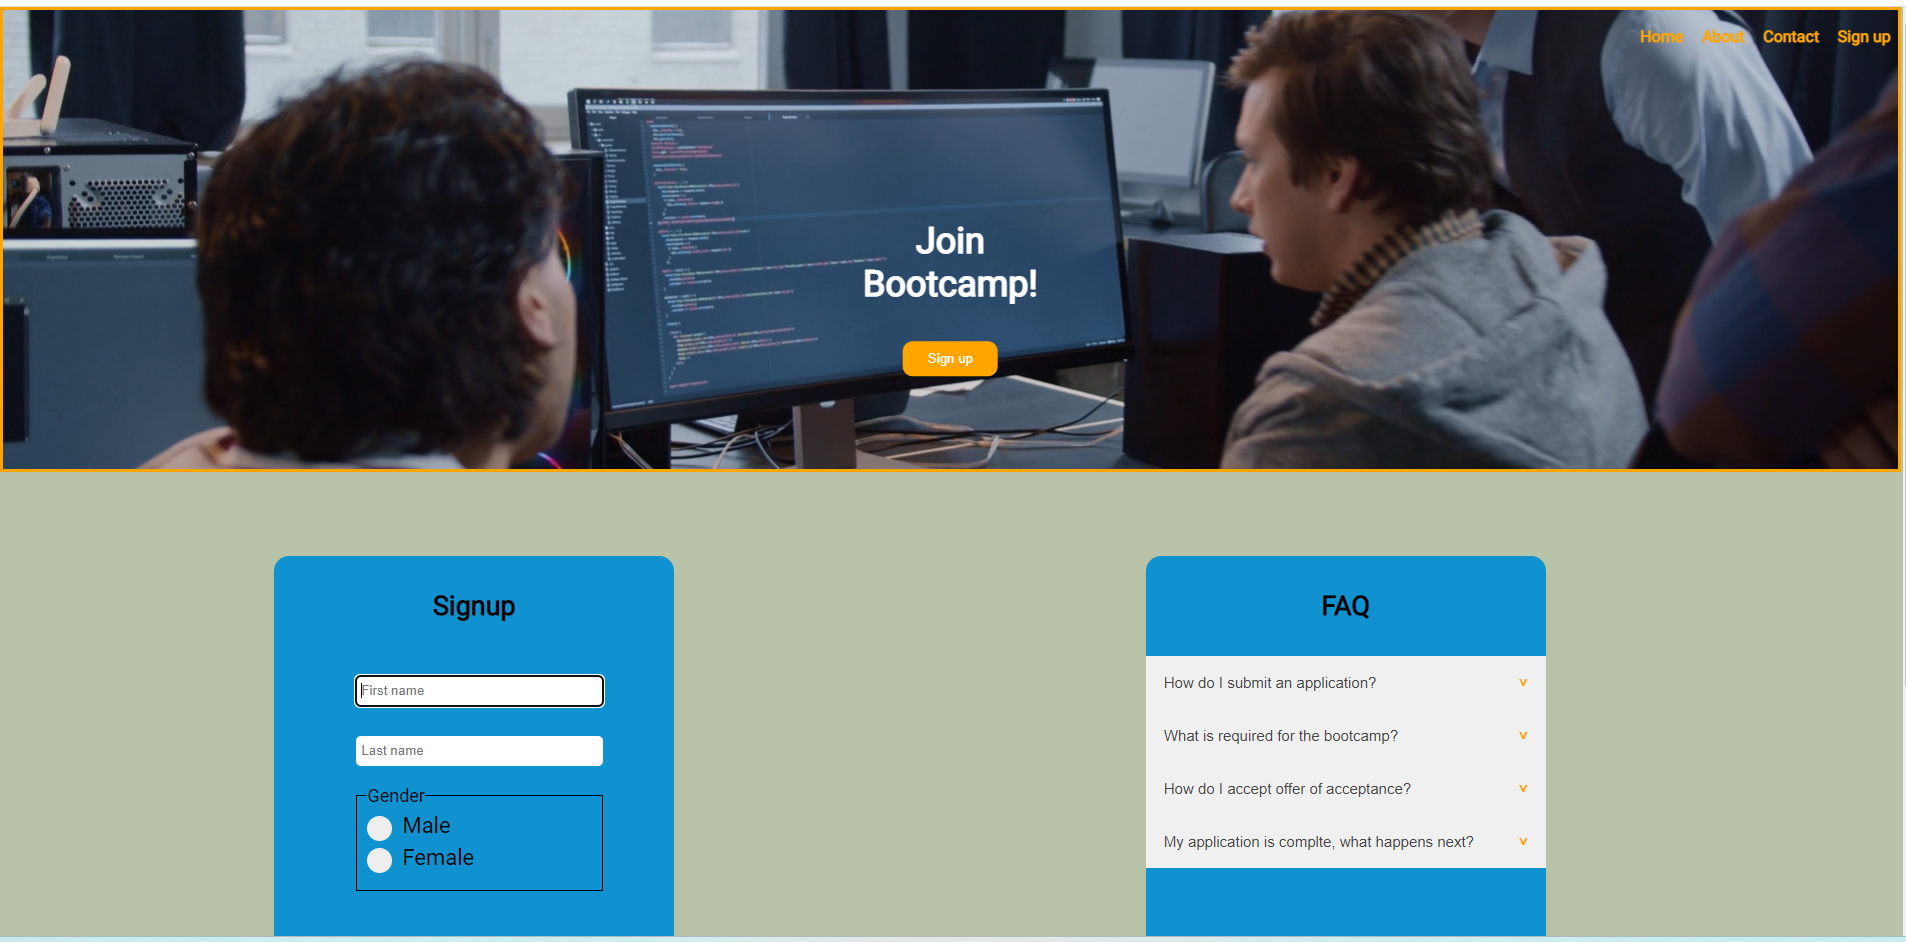 Home About Contact Sign up
Join
Bootcamp!
Sign up
Signup
First name
Last name
Gender
Male
Female
FAQ
How do I submit an application? v
What is required for the bootcamp? v
How do I accept offer of acceptance? v
My application is complte, what happens next? v